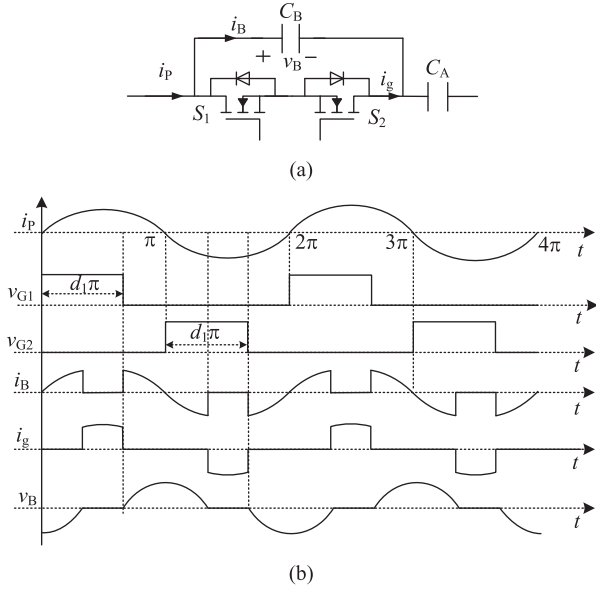 C_B
i_B
+ v_B −
i_P
i_g
C_A
S_1
S_2
(a)
i_P
π
2π
3π
4π
t
v_G1
d_1π
t
v_G2
d_1π
t
i_B
t
i_g
t
v_B
t
(b)